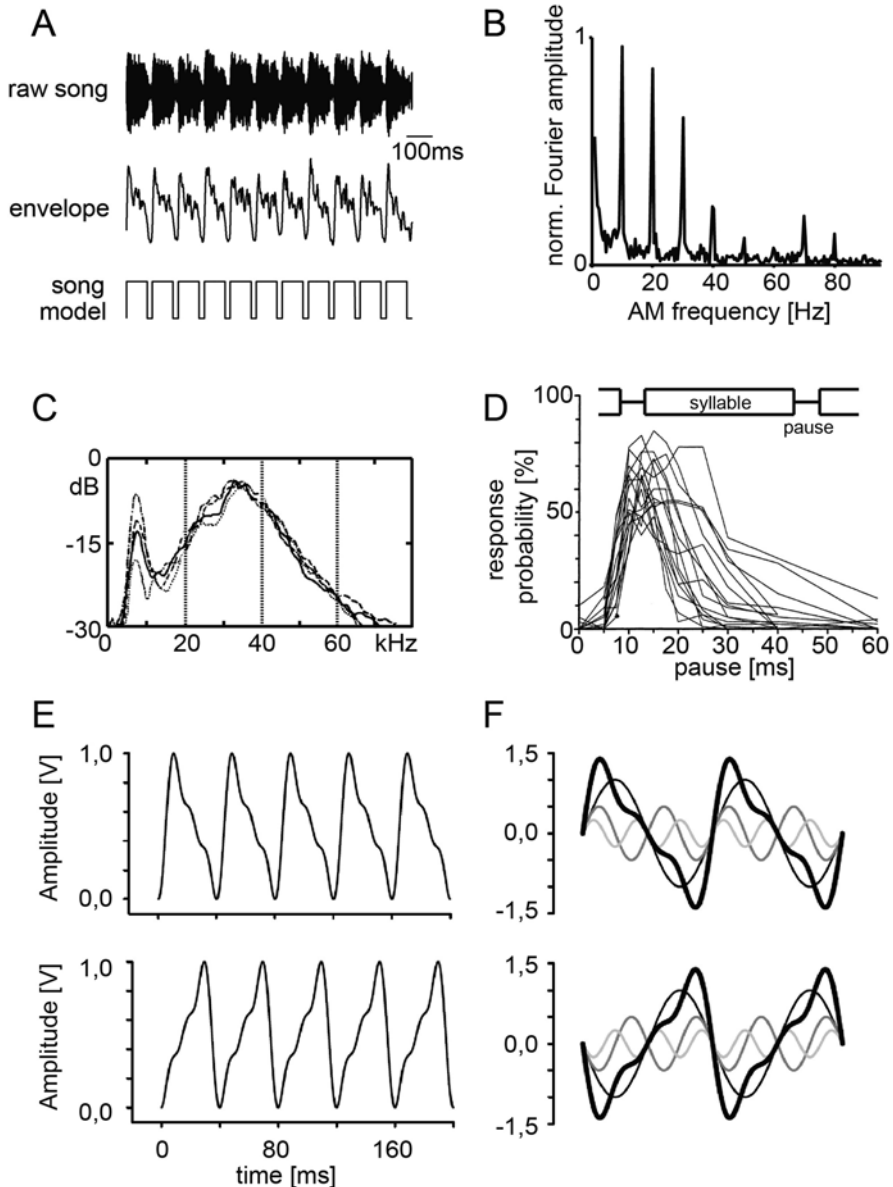 A
raw song
100ms
envelope
song
model
B
norm. Fourier amplitude
1
0
0 20 40 60 80
AM frequency [Hz]
C
0
dB
-15
-30
0 20 40 60 kHz
D
response
probability [%]
100
50
0
syllable
pause
0 10 20 30 40 50 60
pause [ms]
E
Amplitude [V]
1,0
0,0
Amplitude [V]
1,0
0,0
0 80 160
time [ms]
F
1,5
0,0
-1,5
1,5
0,0
-1,5